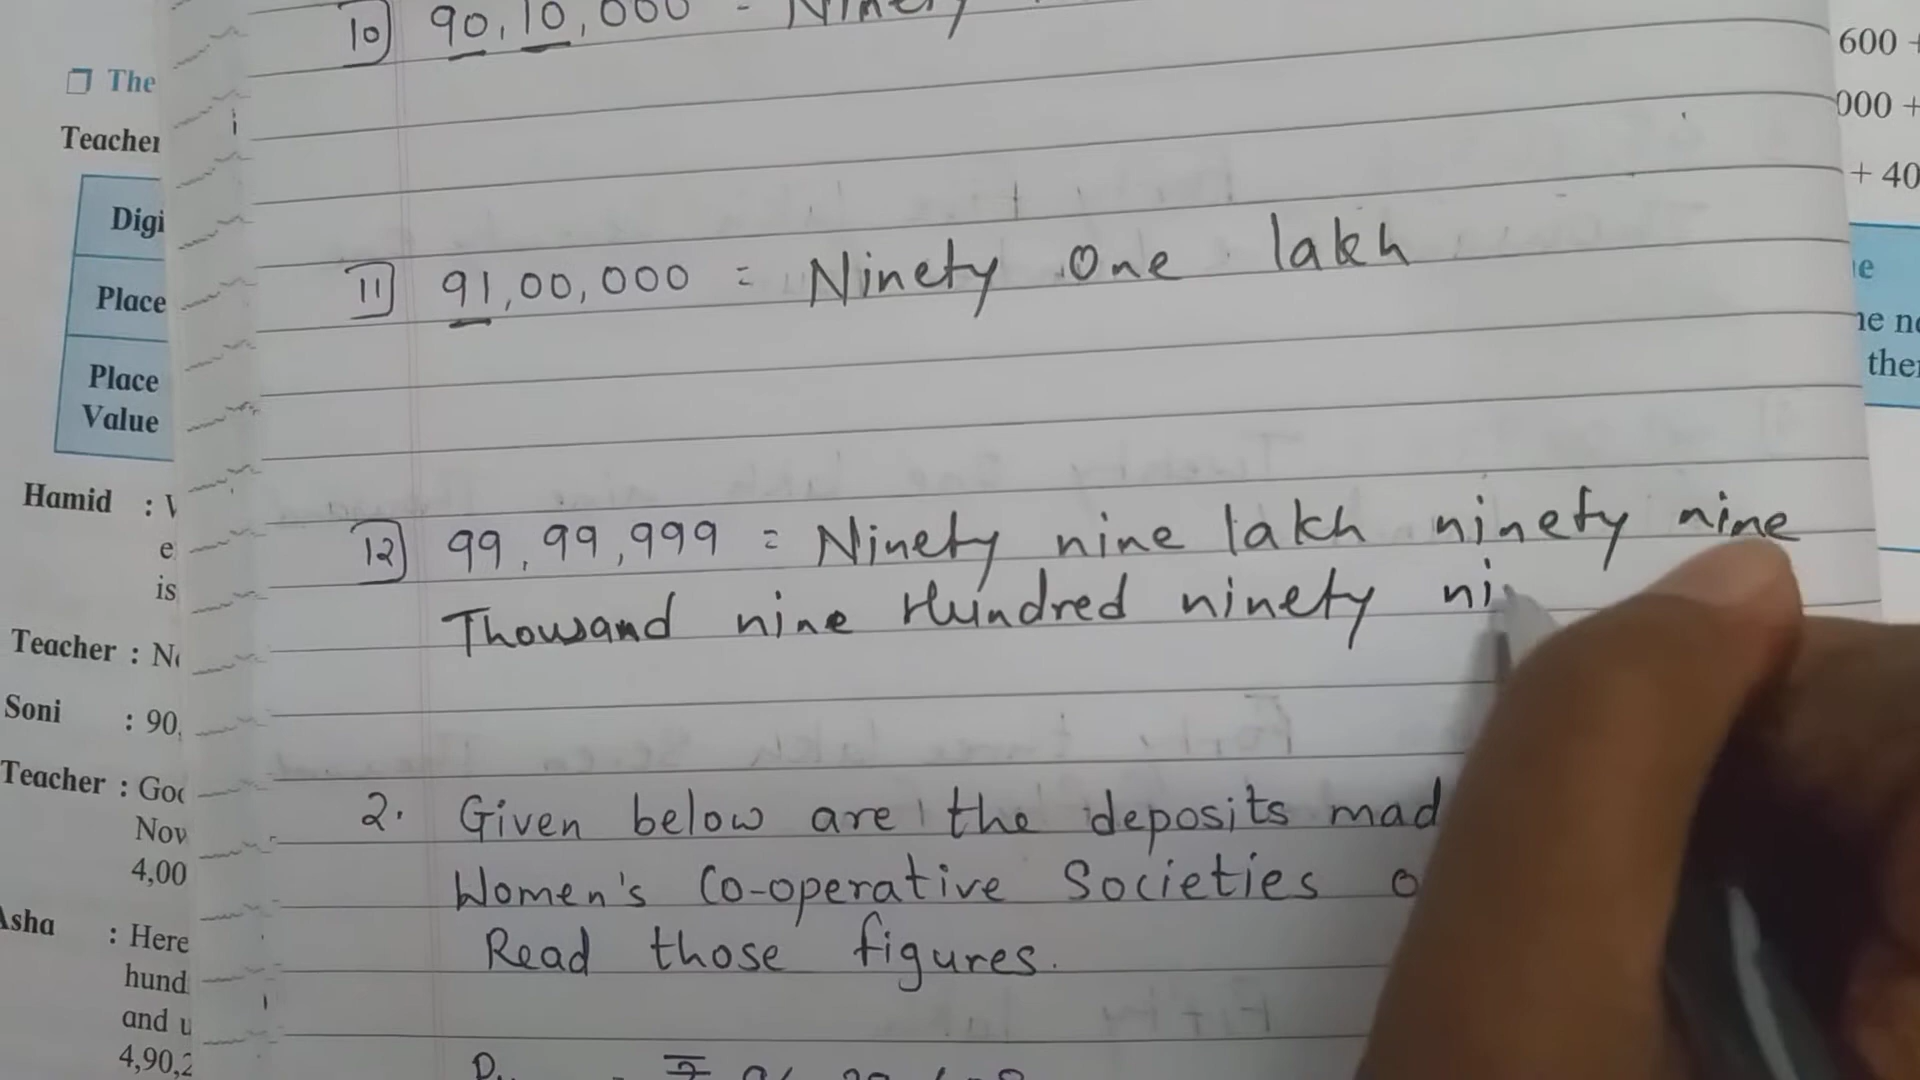 10 90,10,000 - Ninety
11 91,00,000 = Ninety One lakh
12 99,99,999 = Ninety nine lakh ninety nine
Thousand nine Hundred ninety ni
2. Given below are the deposits mad
Women's Co-operative Societies
Read those figures.
The
Teacher
Digi
Place
Place
Value
Hamid :
is
Teacher :
Soni : 90,
Teacher :
Nov
4,00
Asha : Here
hund
and u
4,90,2
600 +
000 +
+ 40